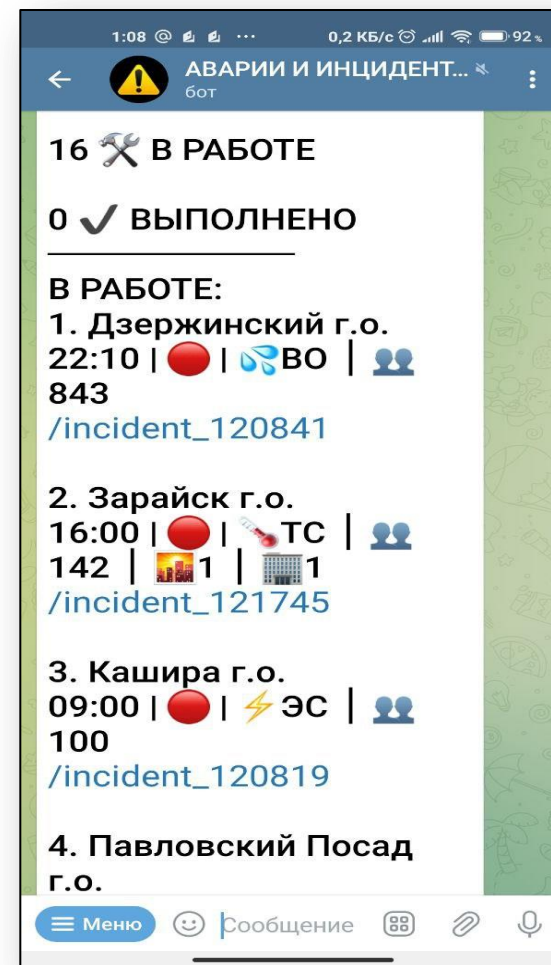 1:08 @ ... 0,2 КБ/с 92 %
АВАРИИ И ИНЦИДЕНТ...
бот
16 🛠 В РАБОТЕ
0 ✔ ВЫПОЛНЕНО
В РАБОТЕ:
1. Дзержинский г.о.
22:10 | 🔴 | 💦ВО | 👥
843
/incident_120841
2. Зарайск г.о.
16:00 | 🔴 | 🌡ТС | 👥
142 | 🌇1 | 🏢1
/incident_121745
3. Кашира г.о.
09:00 | 🔴 | ⚡ЭС | 👥
100
/incident_120819
4. Павловский Посад
г.о.
Меню Сообщение